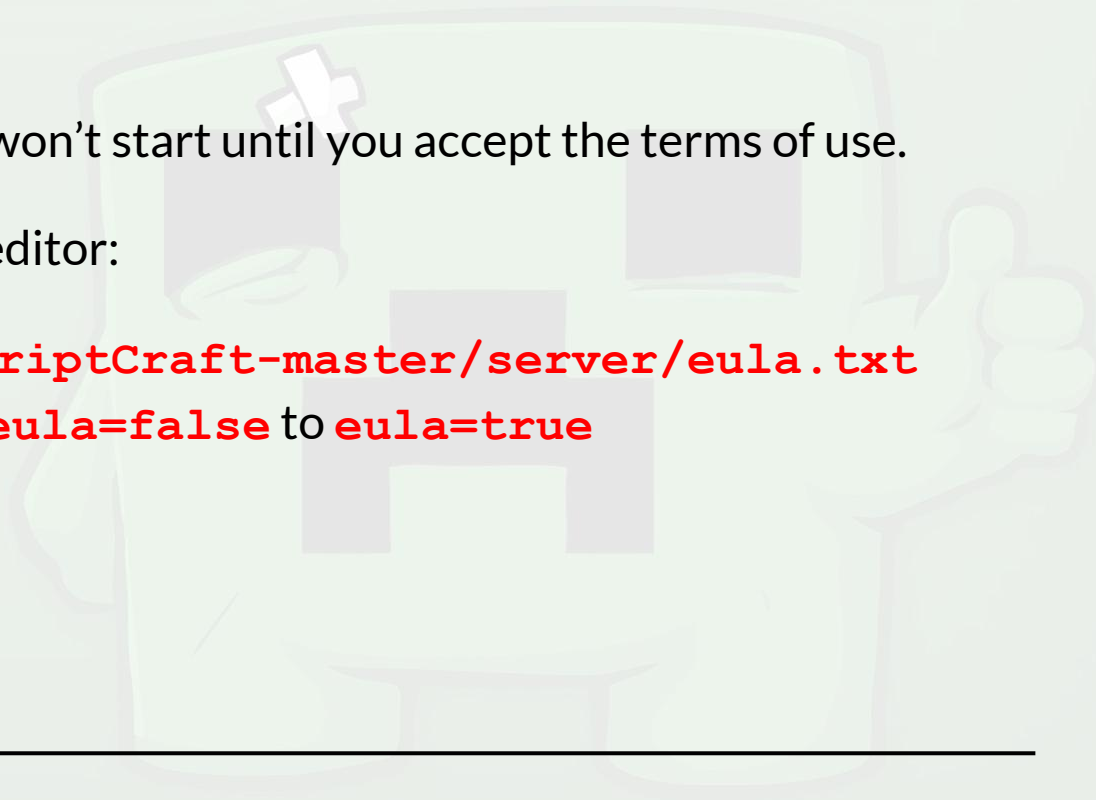 won’t start until you accept the terms of use.
editor:
riptCraft-master/server/eula.txt
eula=false to eula=true